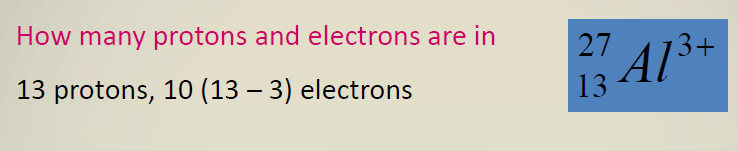 How many protons and electrons are in
27
13 Al3+
13 protons, 10 (13 – 3) electrons